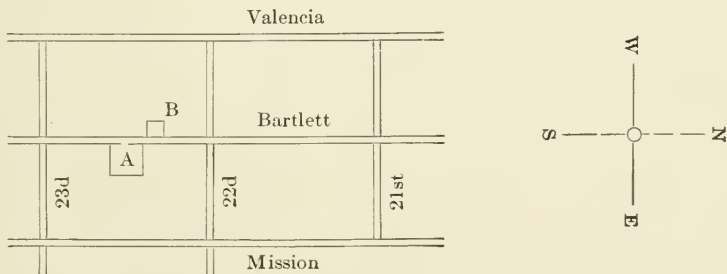 Valencia
B
Bartlett
A
23d
22d
21st
Mission
W
S
N
E